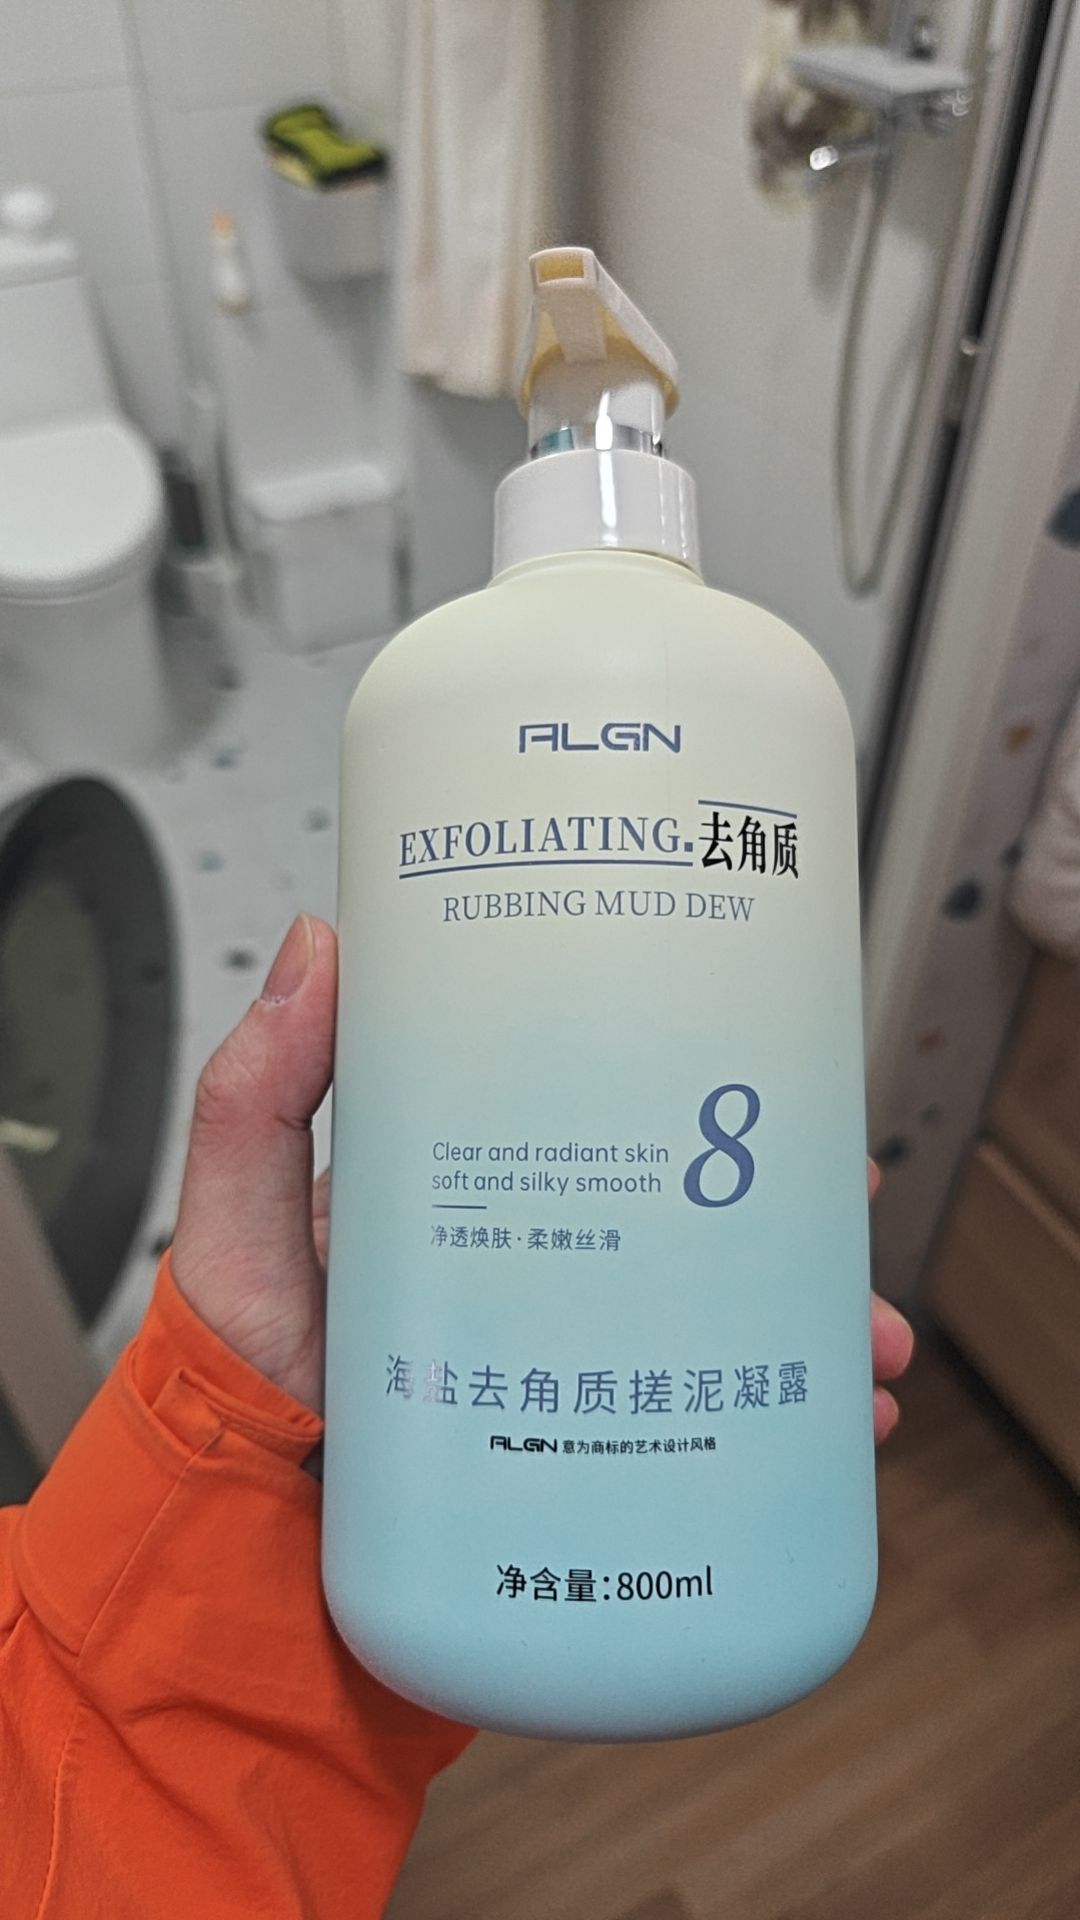 ALGN
EXFOLIATING.去角质
RUBBING MUD DEW
Clear and radiant skin
soft and silky smooth
8
净透焕肤·柔嫩丝滑
海盐去角质搓泥凝露
ALGN 意为商标的艺术设计风格
净含量:800ml